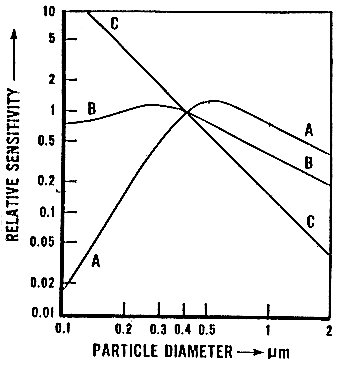 RELATIVE SENSITIVITY
10
5
2
1
0.5
0.2
0.1
0.05
0.02
0.01
C
B
A
A
B
C
0.1 0.2 0.3 0.4 0.5 1 2
PARTICLE DIAMETER → μm